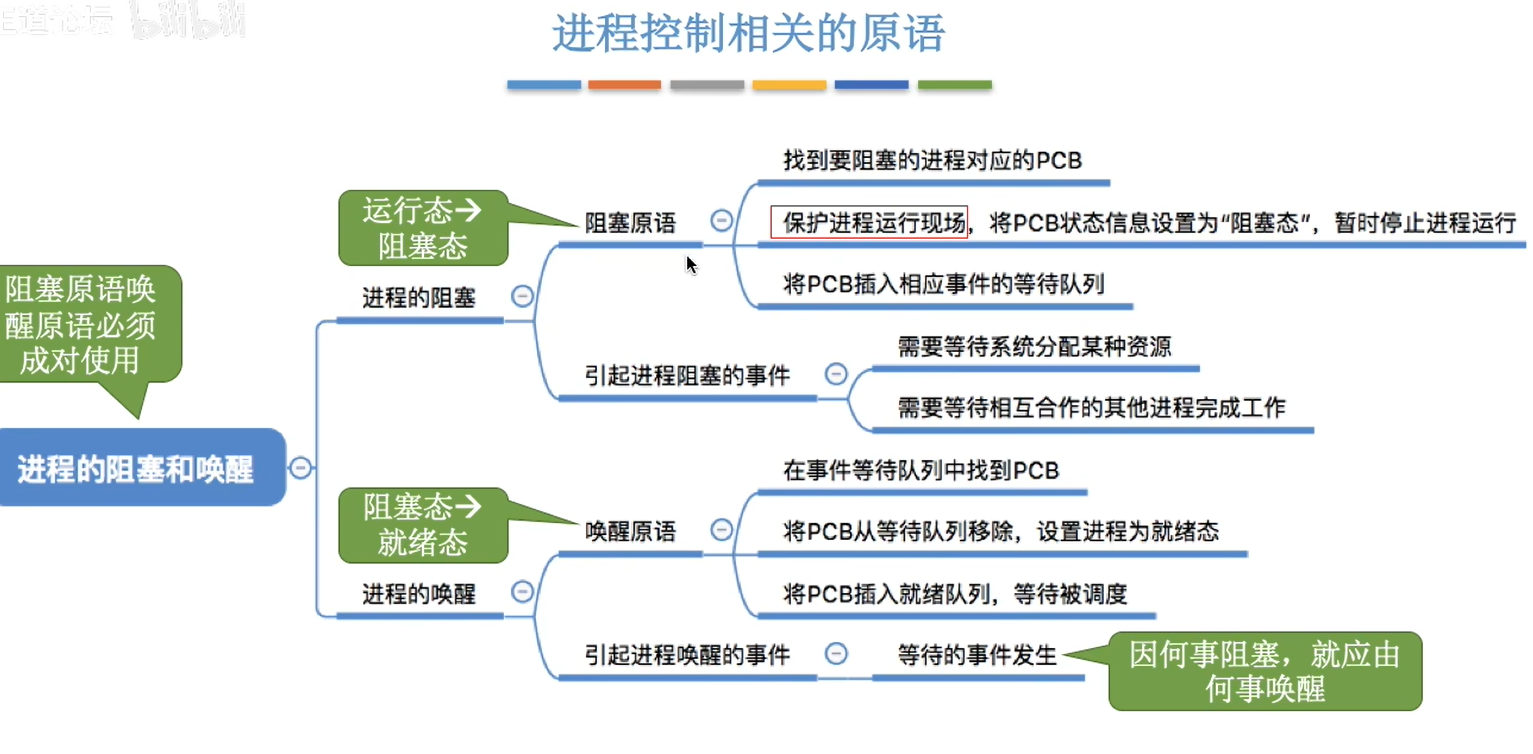 王道论坛 bilibili
进程控制相关的原语
找到要阻塞的进程对应的PCB
运行态→
阻塞态
阻塞原语
保护进程运行现场，将PCB状态信息设置为“阻塞态”，暂时停止进程运行
将PCB插入相应事件的等待队列
进程的阻塞
阻塞原语唤
醒原语必须
成对使用
引起进程阻塞的事件
需要等待系统分配某种资源
需要等待相互合作的其他进程完成工作
进程的阻塞和唤醒
在事件等待队列中找到PCB
阻塞态→
就绪态
唤醒原语
将PCB从等待队列移除，设置进程为就绪态
将PCB插入就绪队列，等待被调度
进程的唤醒
引起进程唤醒的事件
等待的事件发生
因何事阻塞，就应由
何事唤醒